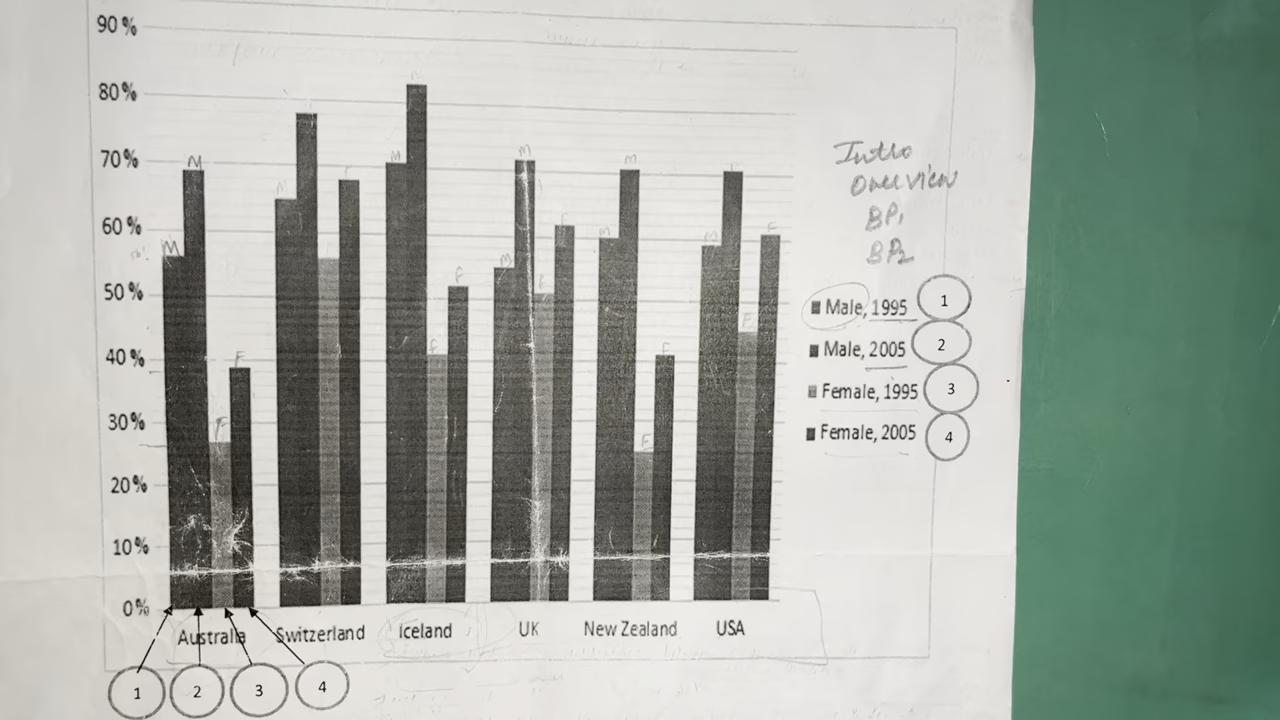 90%
80%
70%
60%
50%
40%
30%
20%
10%
0%
M
M
F
F
M
F
M
M
F
F
M
M
F
F
M
M
F
F
M
F
F
F
Australia
Switzerland
Iceland
UK
New Zealand
USA
1
2
3
4
Intro
Overview
BP1
BP2
Male, 1995 1
Male, 2005 2
Female, 1995 3
Female, 2005 4